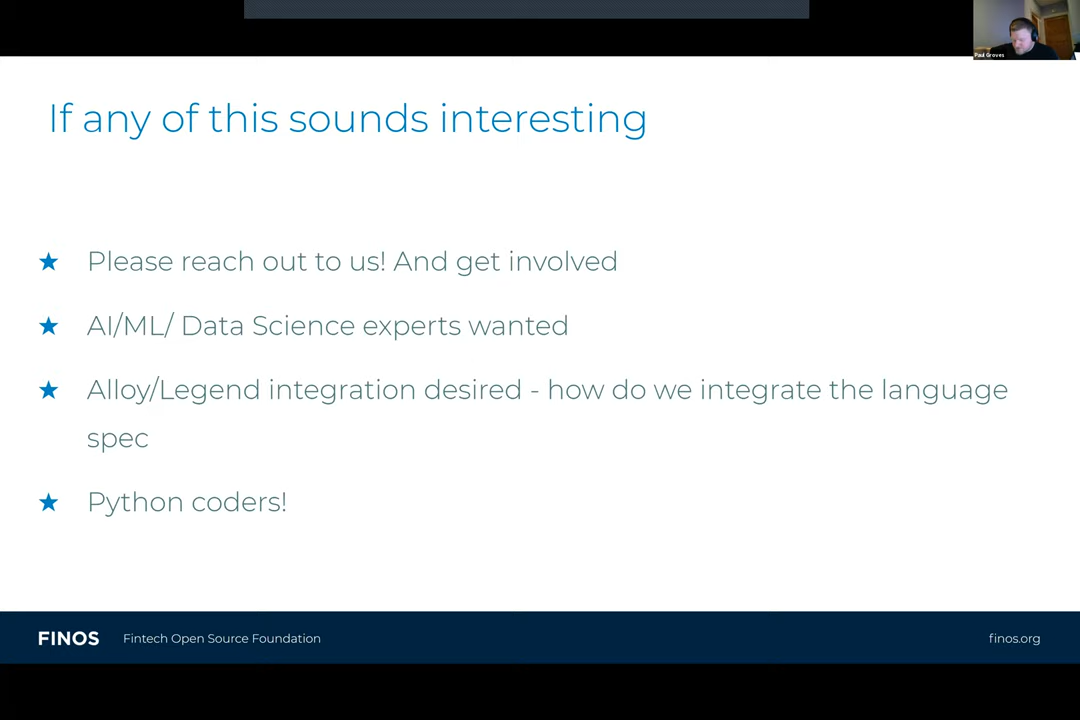 Paul Groves
If any of this sounds interesting
★ Please reach out to us! And get involved
★ AI/ML/ Data Science experts wanted
★ Alloy/Legend integration desired - how do we integrate the language
spec
★ Python coders!
FINOS Fintech Open Source Foundation finos.org